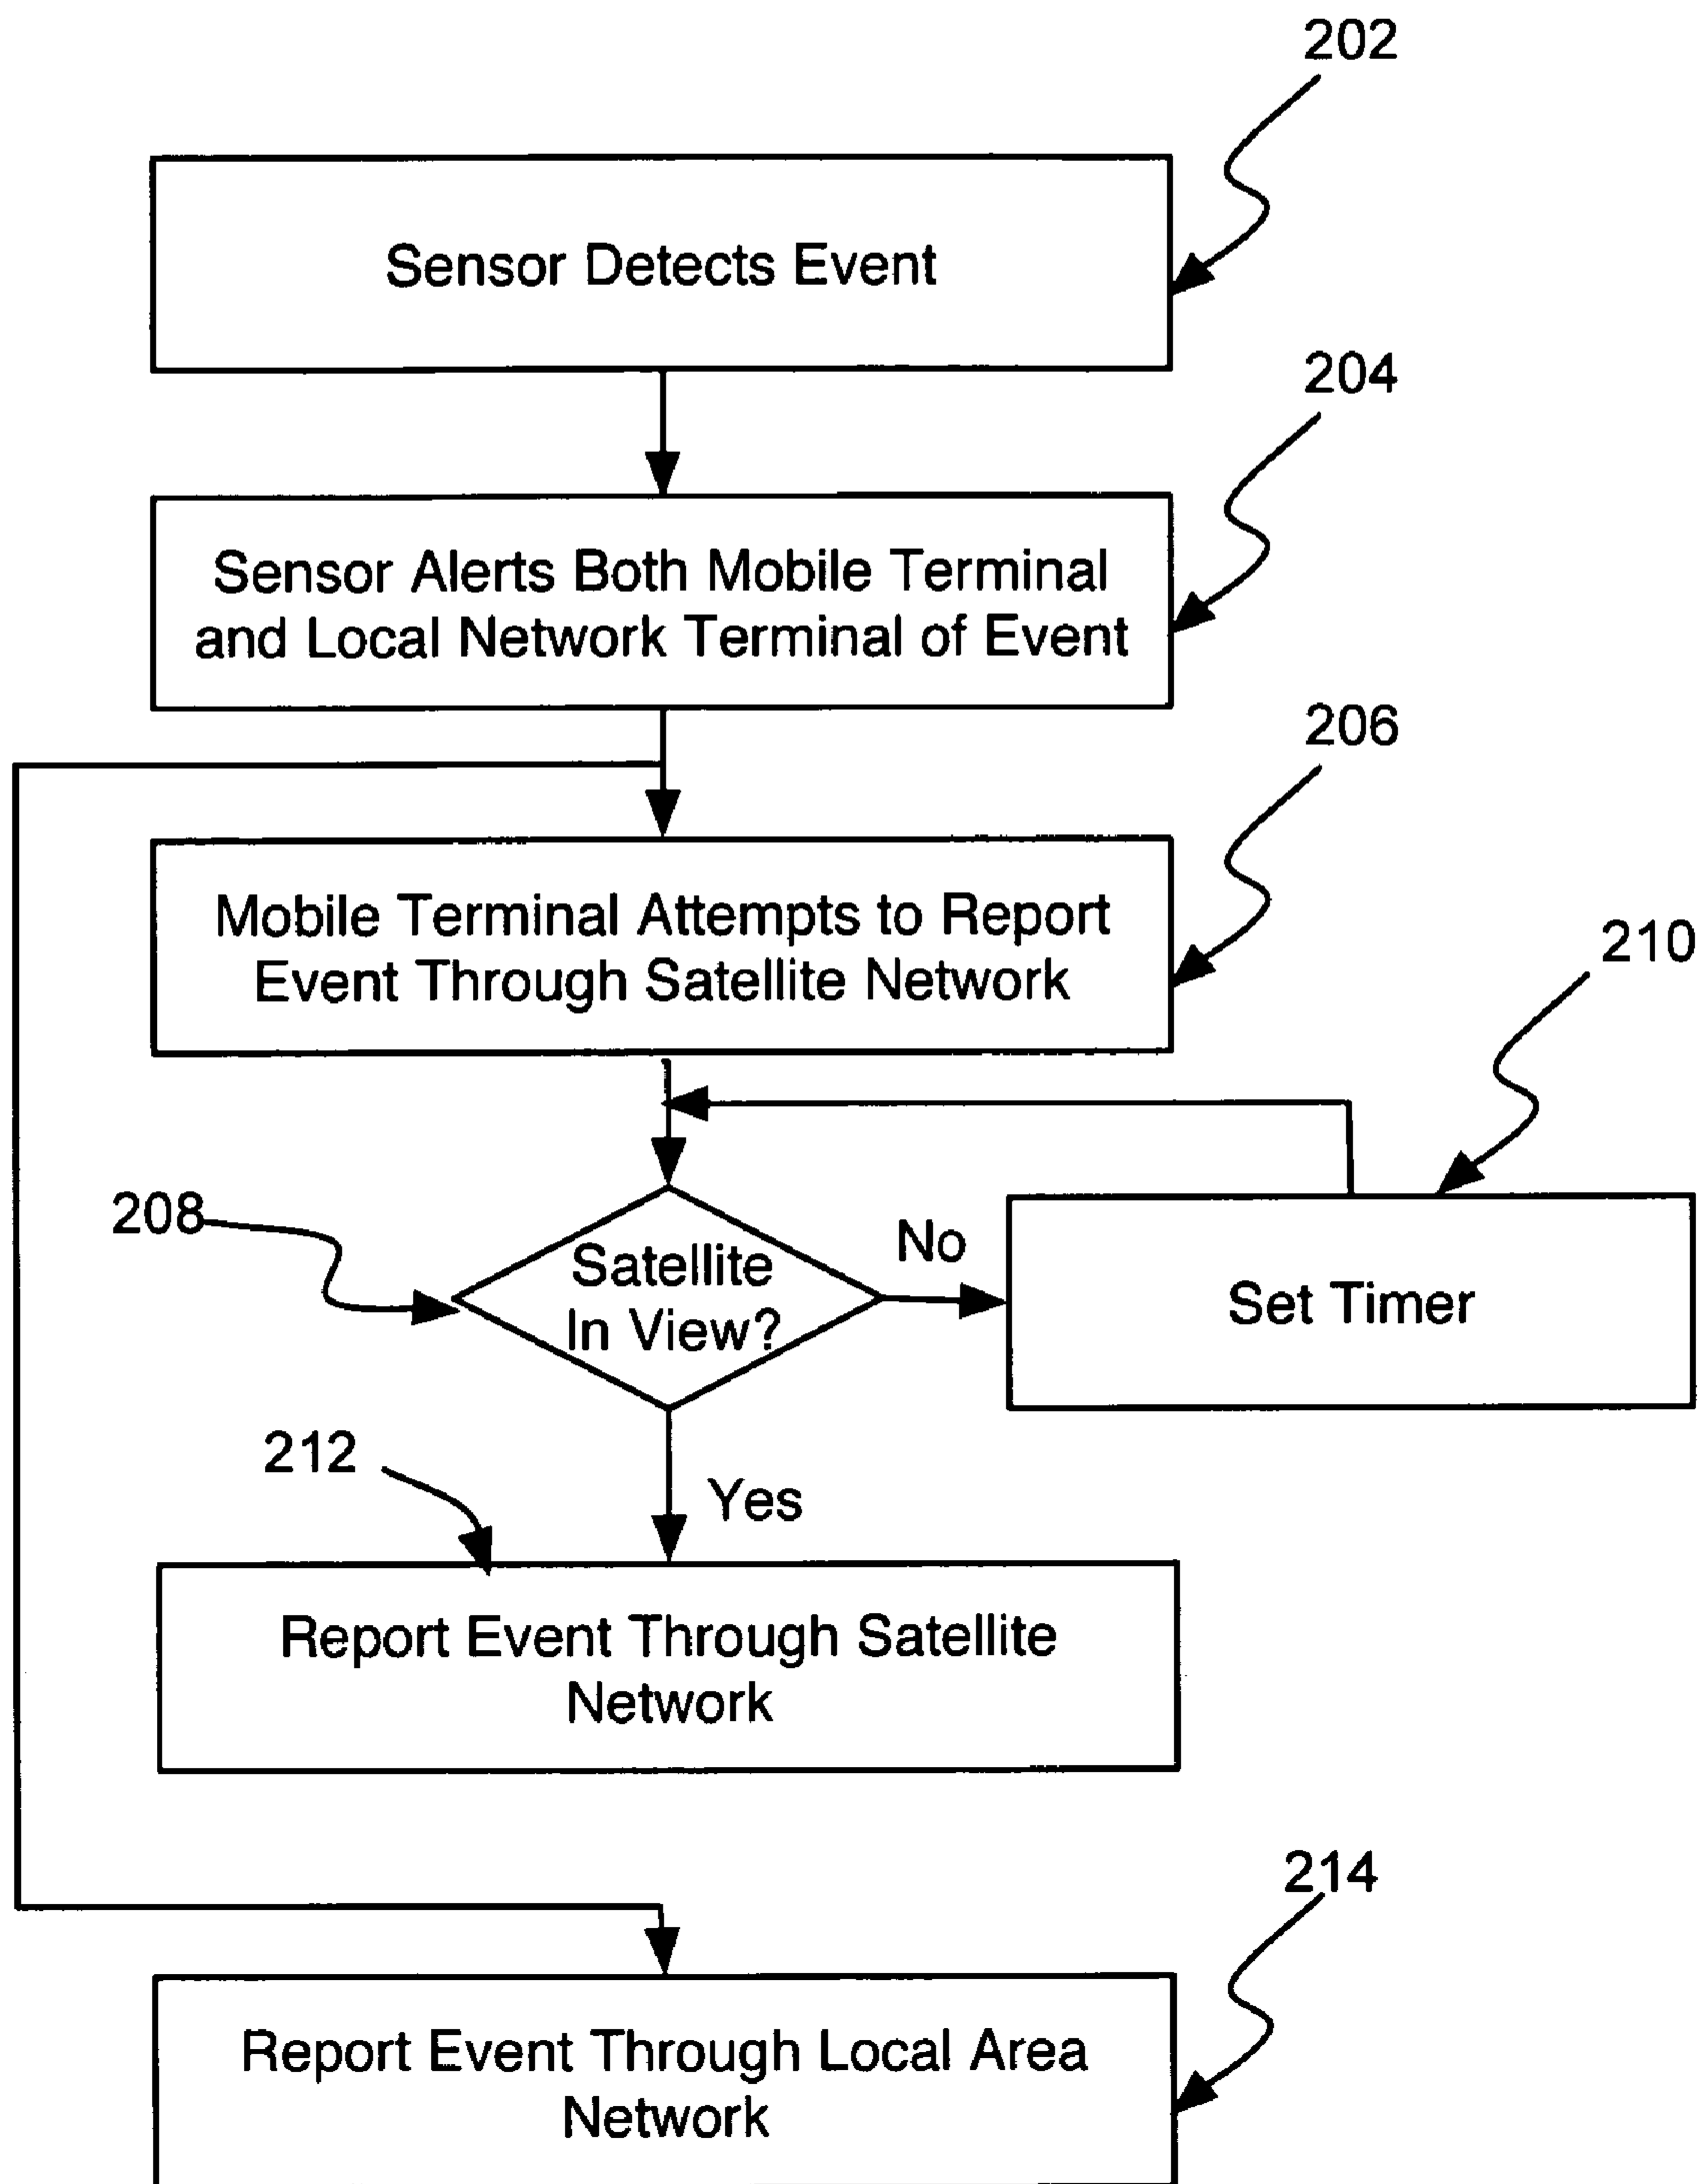 202
Sensor Detects Event
204
Sensor Alerts Both Mobile Terminal
and Local Network Terminal of Event
206
Mobile Terminal Attempts to Report
Event Through Satellite Network
210
208
Satellite
In View?
No
Set Timer
212
Yes
Report Event Through Satellite
Network
214
Report Event Through Local Area
Network